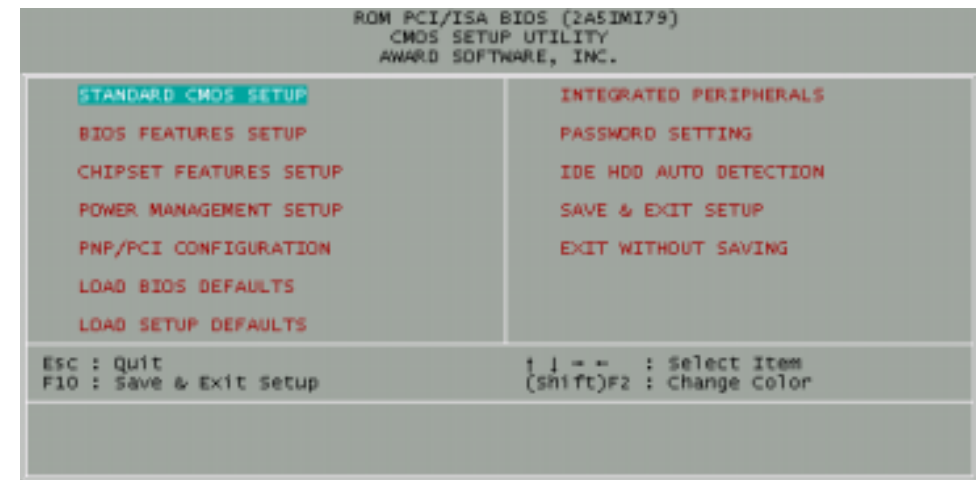 ROM PCI/ISA BIOS (2A5IMI79)
CMOS SETUP UTILITY
AWARD SOFTWARE, INC.
STANDARD CMOS SETUP
BIOS FEATURES SETUP
CHIPSET FEATURES SETUP
POWER MANAGEMENT SETUP
PNP/PCI CONFIGURATION
LOAD BIOS DEFAULTS
LOAD SETUP DEFAULTS
INTEGRATED PERIPHERALS
PASSWORD SETTING
IDE HDD AUTO DETECTION
SAVE & EXIT SETUP
EXIT WITHOUT SAVING
Esc : Quit
F10 : Save & Exit Setup
↑ ↓ → ← : Select Item
(Shift)F2 : Change Color